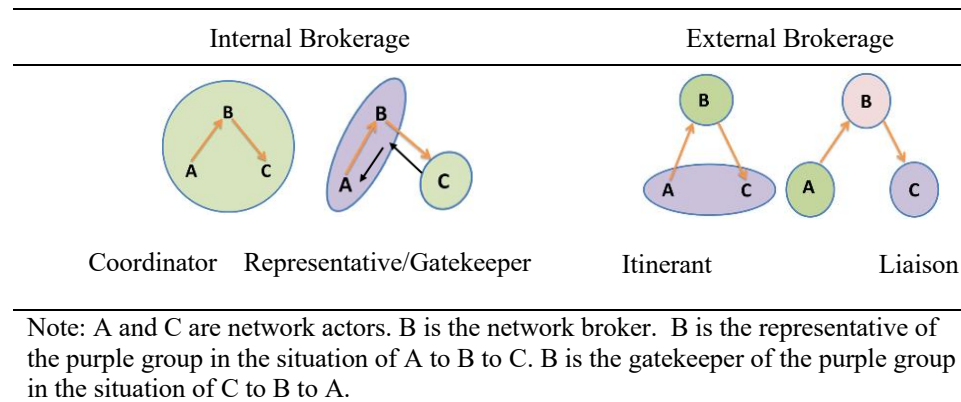 Internal Brokerage External Brokerage
B B B B
A C A C A C A C
Coordinator Representative/Gatekeeper Itinerant Liaison
Note: A and C are network actors. B is the network broker.  B is the representative of
the purple group in the situation of A to B to C. B is the gatekeeper of the purple group
in the situation of C to B to A.